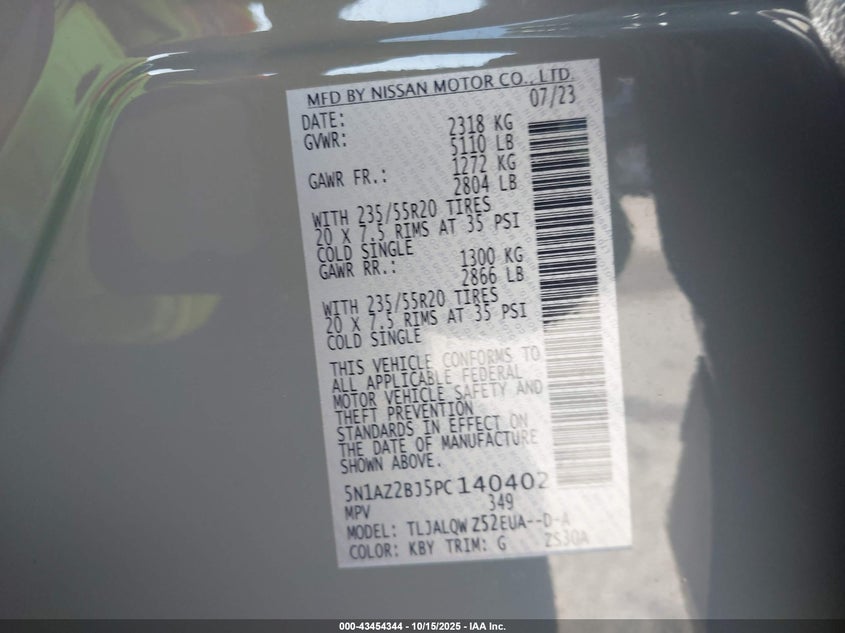 MFD BY NISSAN MOTOR CO., LTD.
DATE: 07/23
GVWR: 2318 KG
5110 LB
GAWR FR.: 1272 KG
2804 LB
WITH 235/55R20 TIRES
20 X 7.5 RIMS AT 35 PSI
COLD SINGLE
GAWR RR.: 1300 KG
2866 LB
WITH 235/55R20 TIRES
20 X 7.5 RIMS AT 35 PSI
COLD SINGLE
THIS VEHICLE CONFORMS TO
ALL APPLICABLE FEDERAL
MOTOR VEHICLE SAFETY AND
THEFT PREVENTION
STANDARDS IN EFFECT ON
THE DATE OF MANUFACTURE
SHOWN ABOVE.
5N1AZ2BJ5PC140402
MPV 349
MODEL: TLJALQW Z52EUA--D-A
COLOR: KBY TRIM: G ZS30A
000-43454344 - 10/15/2025 - IAA Inc.